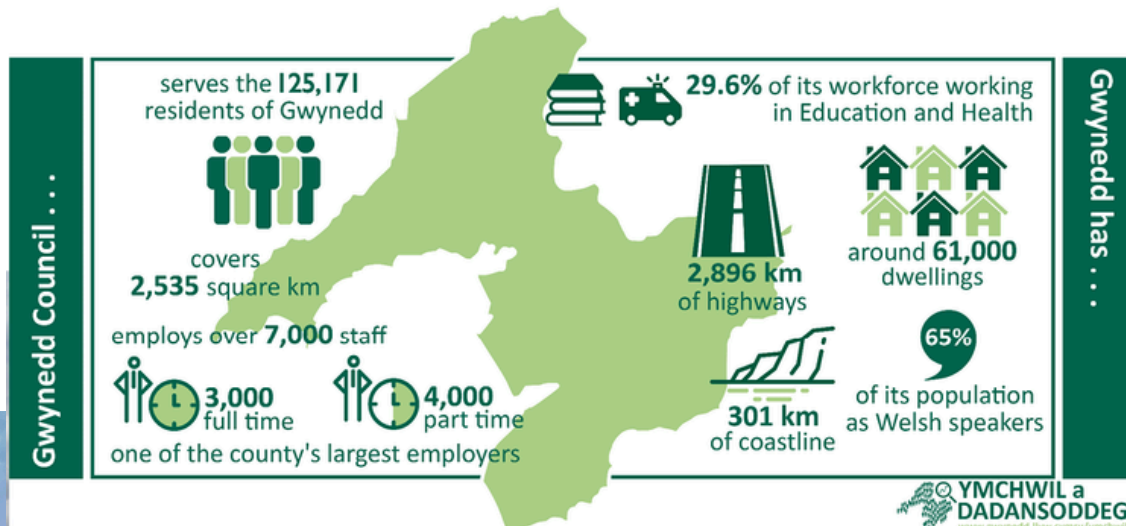 Gwynedd Council . . .
serves the 125,171
residents of Gwynedd
covers
2,535 square km
employs over 7,000 staff
3,000
full time
4,000
part time
one of the county's largest employers
Gwynedd has . . .
29.6% of its workforce working
in Education and Health
2,896 km
of highways
around 61,000
dwellings
301 km
of coastline
65%
of its population
as Welsh speakers
YMCHWIL a
DADANSODDEG